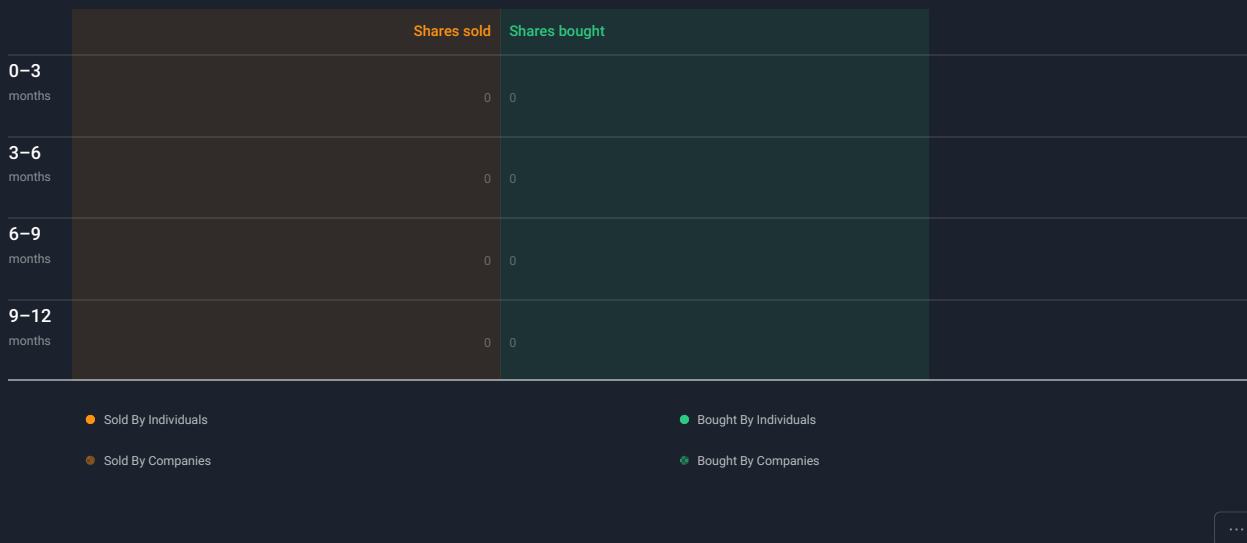 Shares sold Shares bought
0–3
months
0 0
3–6
months
0 0
6–9
months
0 0
9–12
months
0 0
Sold By Individuals Bought By Individuals
Sold By Companies Bought By Companies
...